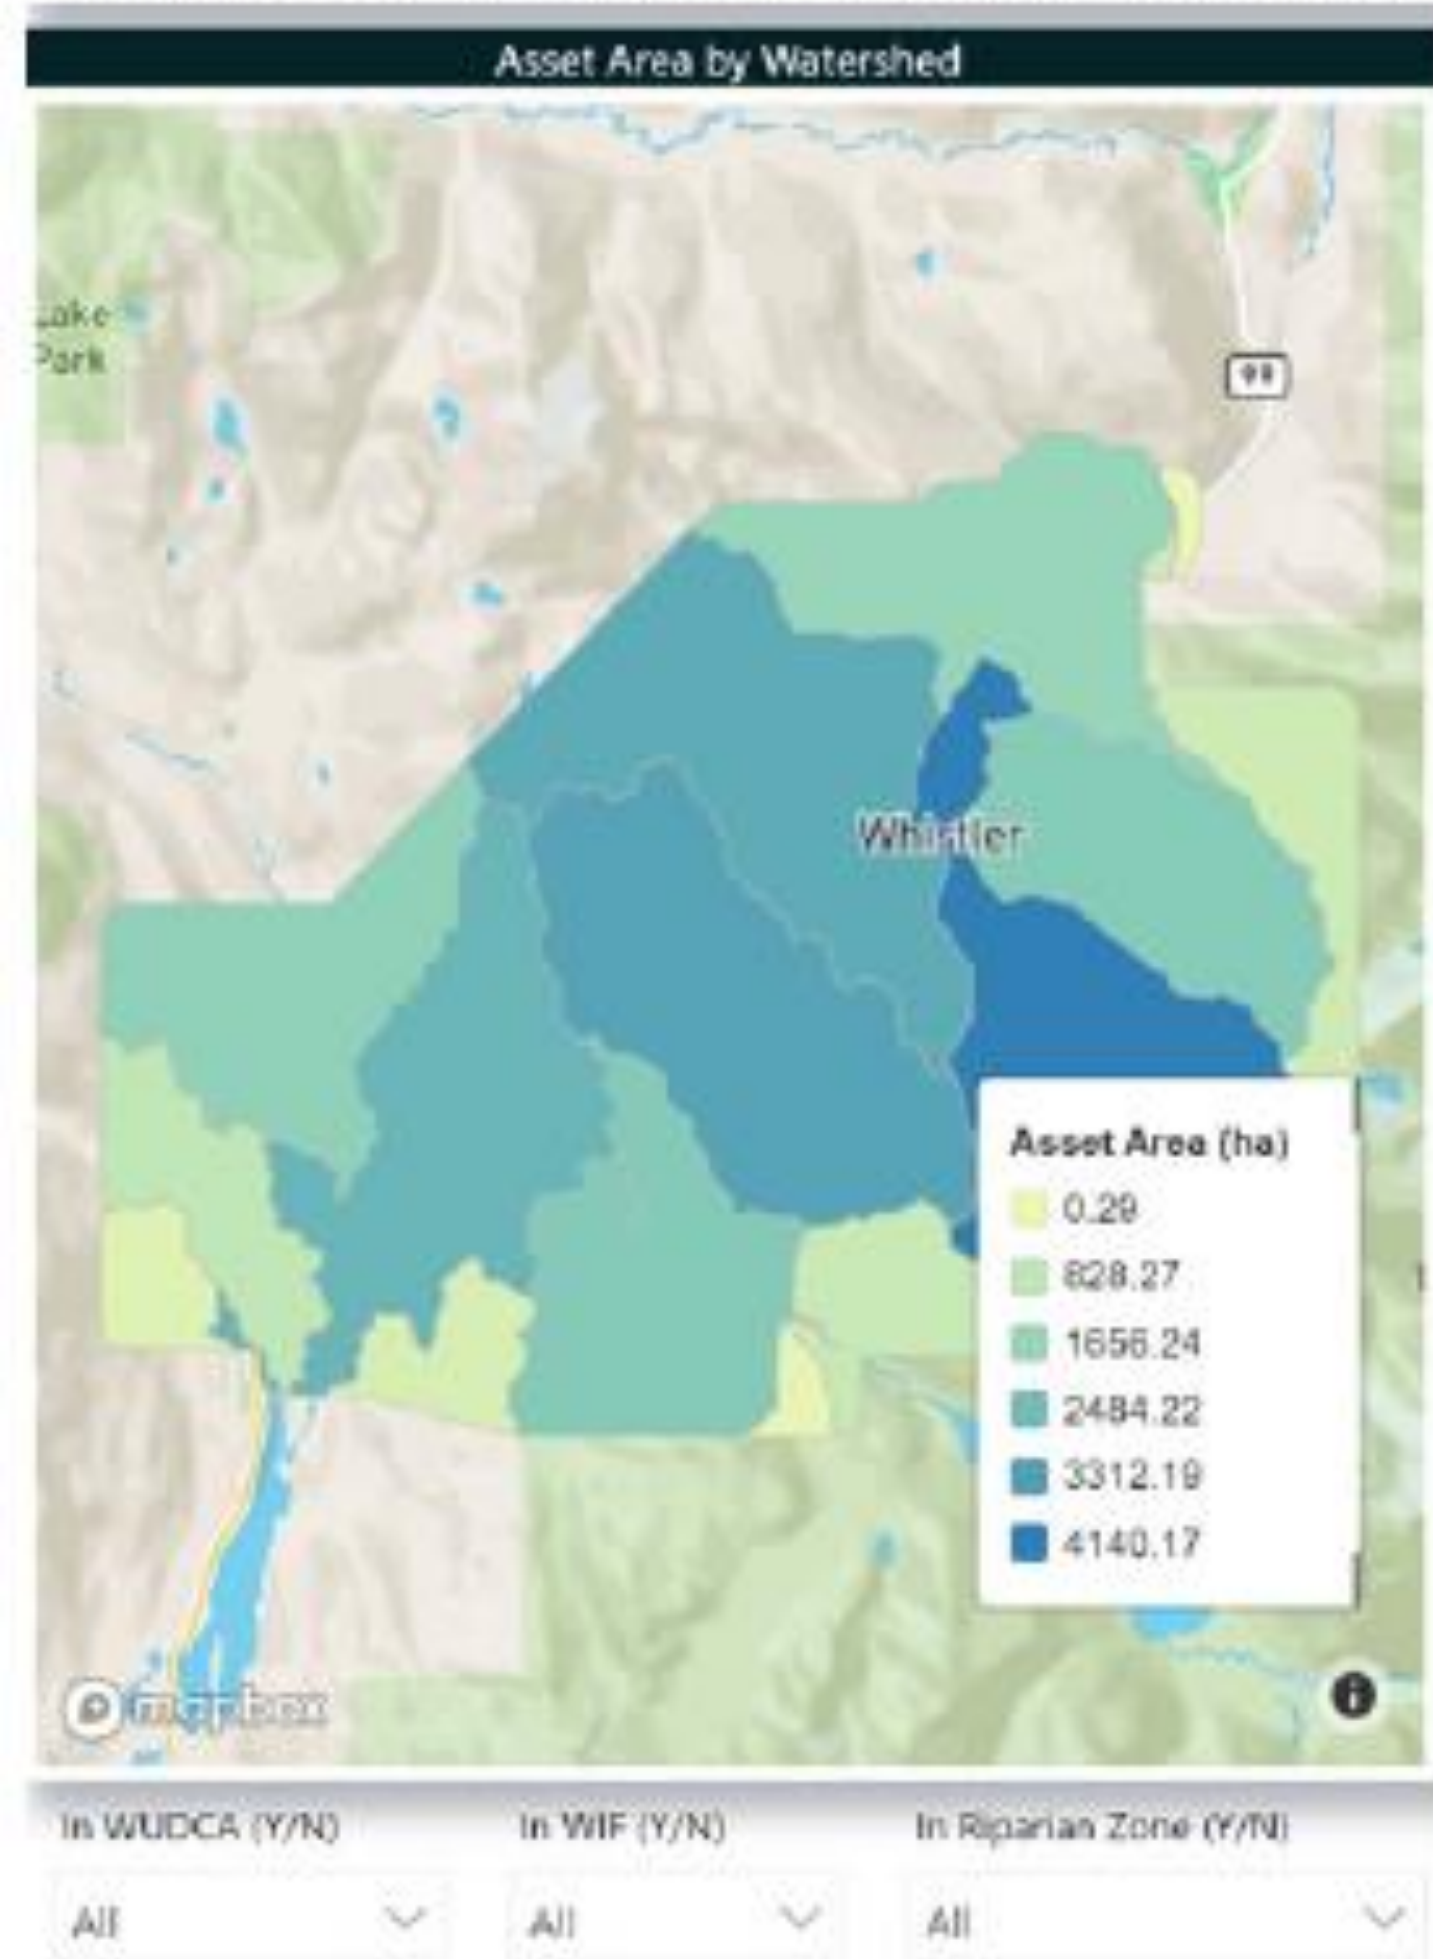 Asset Area by Watershed
Lake
Park
99
Whistler
Asset Area (ha)
0.29
828.27
1656.24
2484.22
3312.19
4140.17
mapbox
In WUDCA (Y/N)
In WIF (Y/N)
In Riparian Zone (Y/N)
All
All
All